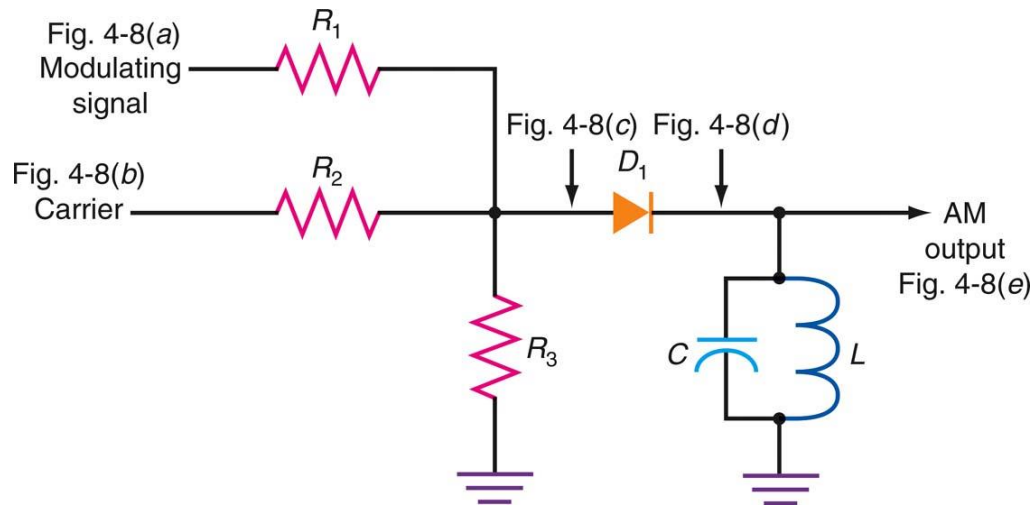 Fig. 4-8(a)
Modulating
signal
R1
Fig. 4-8(b)
Carrier
R2
Fig. 4-8(c)
Fig. 4-8(d)
D1
R3
C
L
AM
output
Fig. 4-8(e)